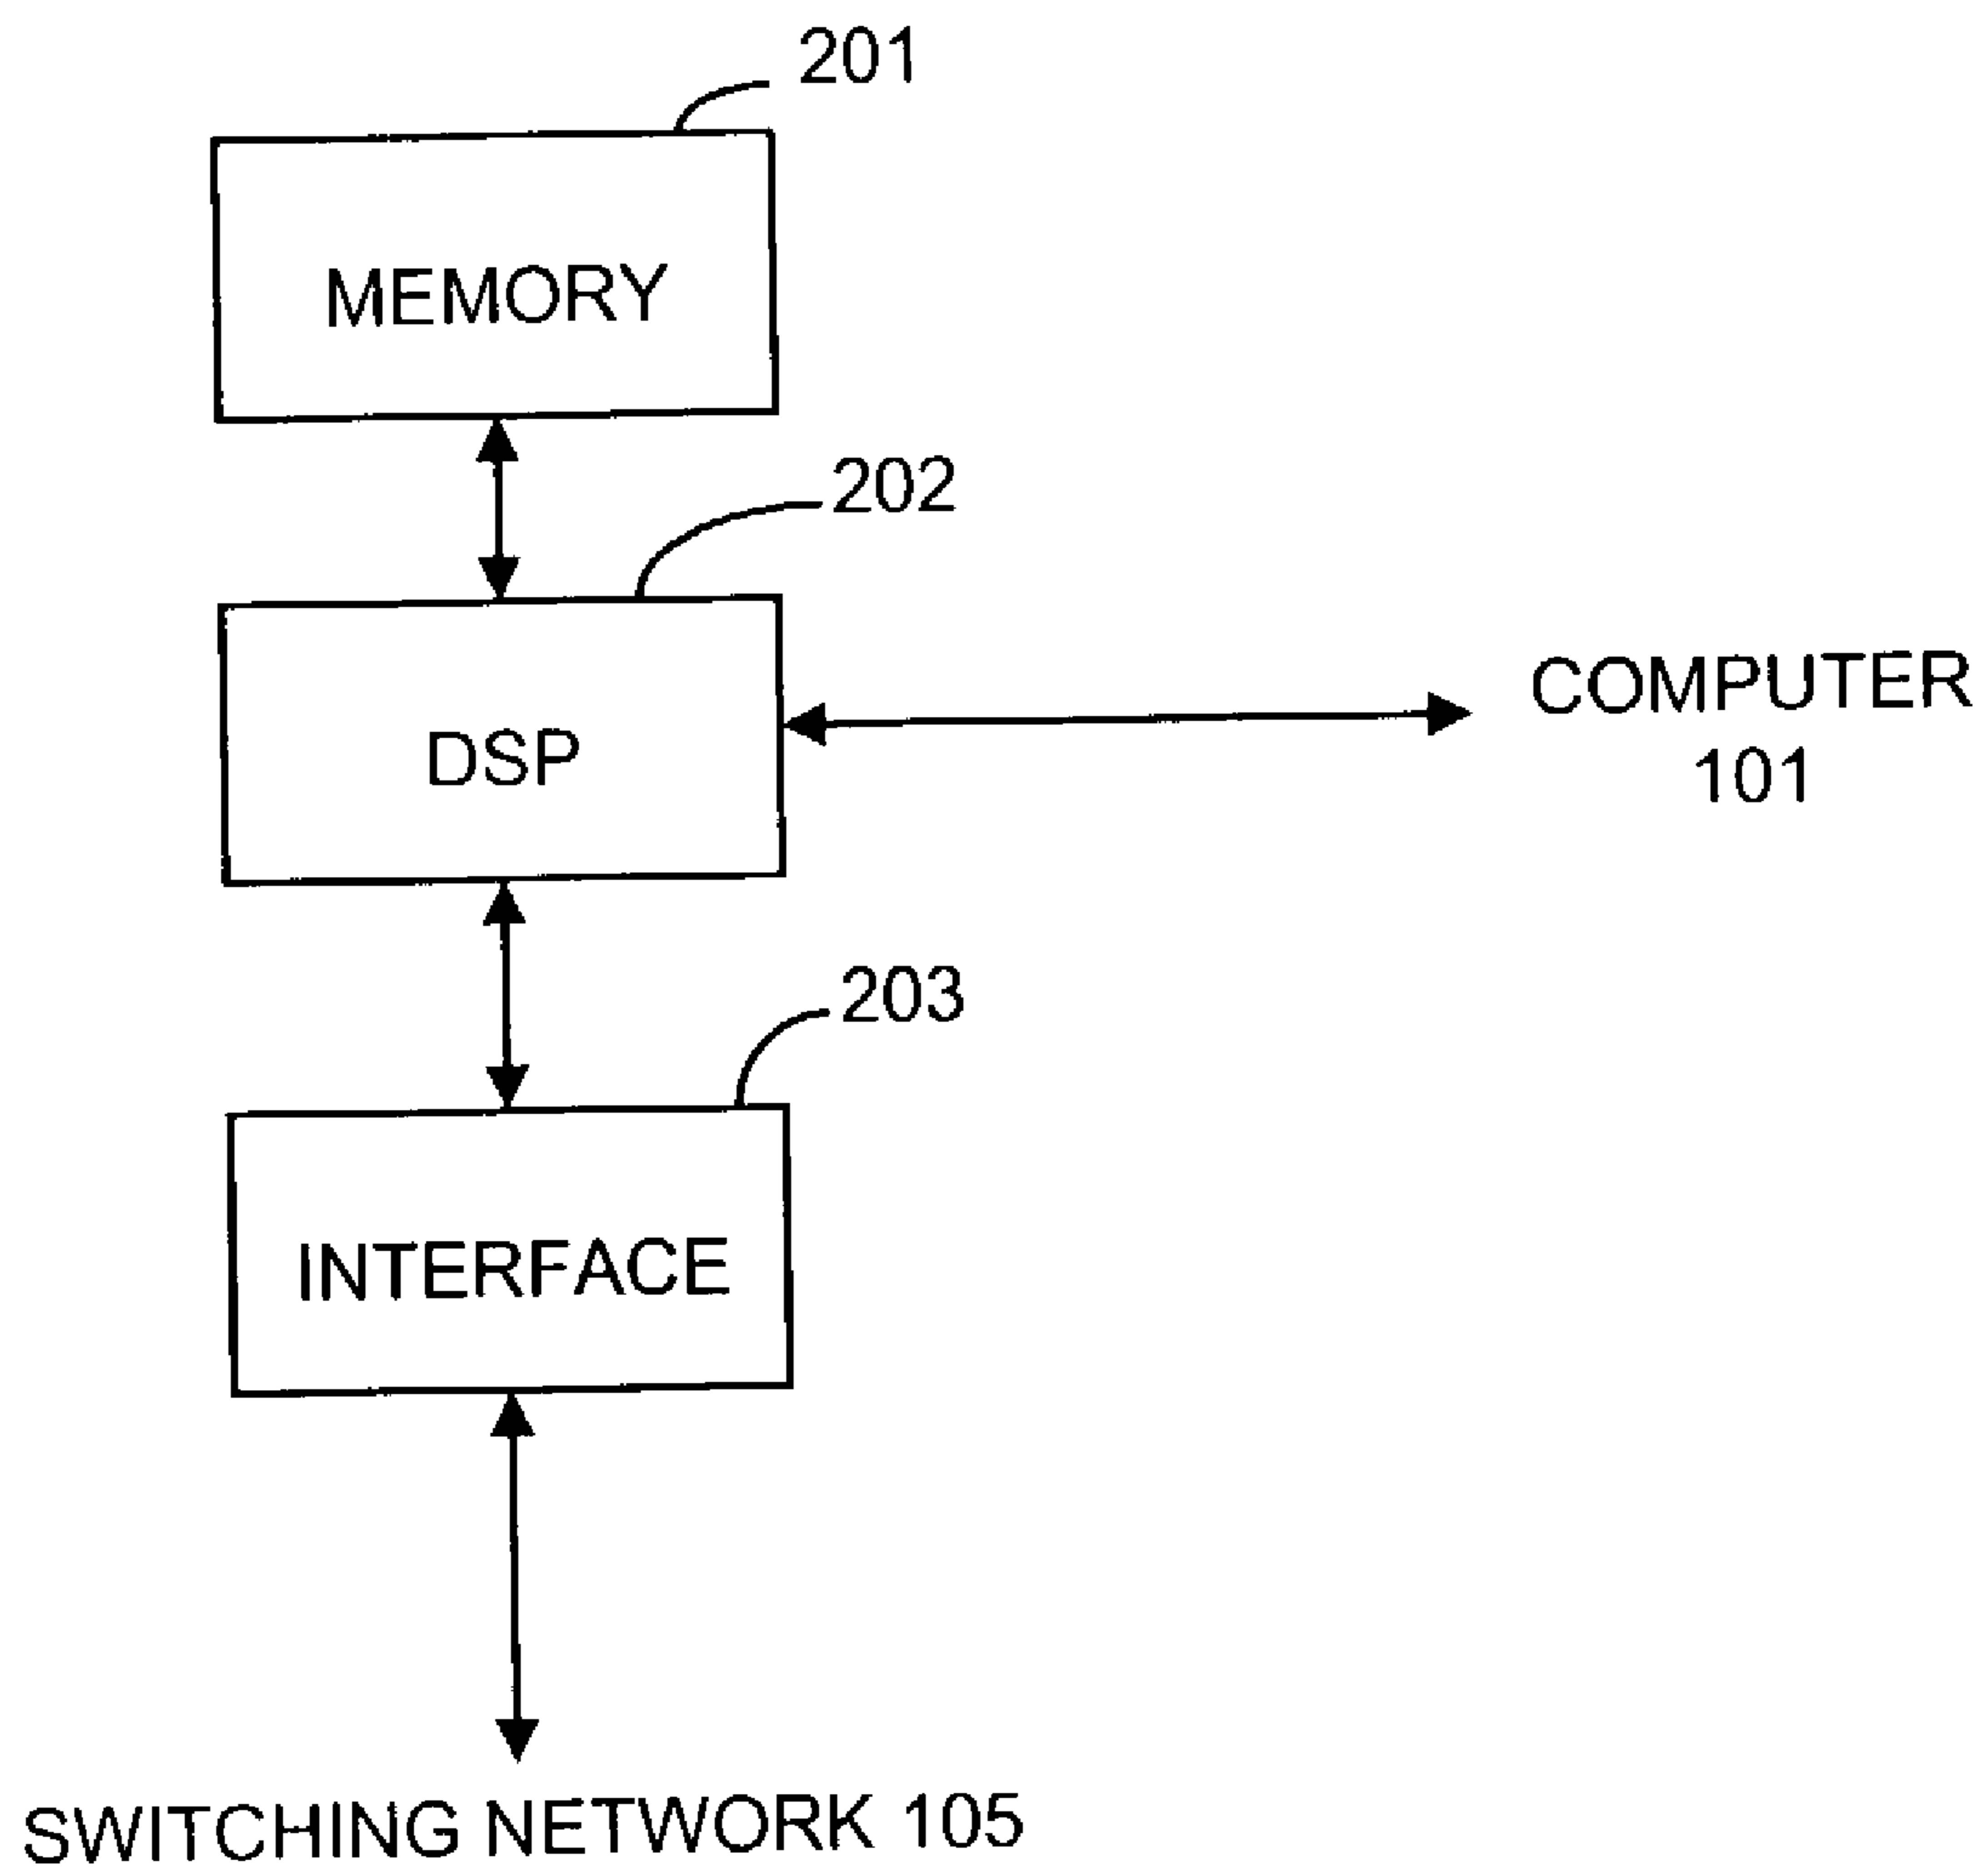 201
MEMORY
202
DSP
COMPUTER
101
203
INTERFACE
SWITCHING NETWORK 105